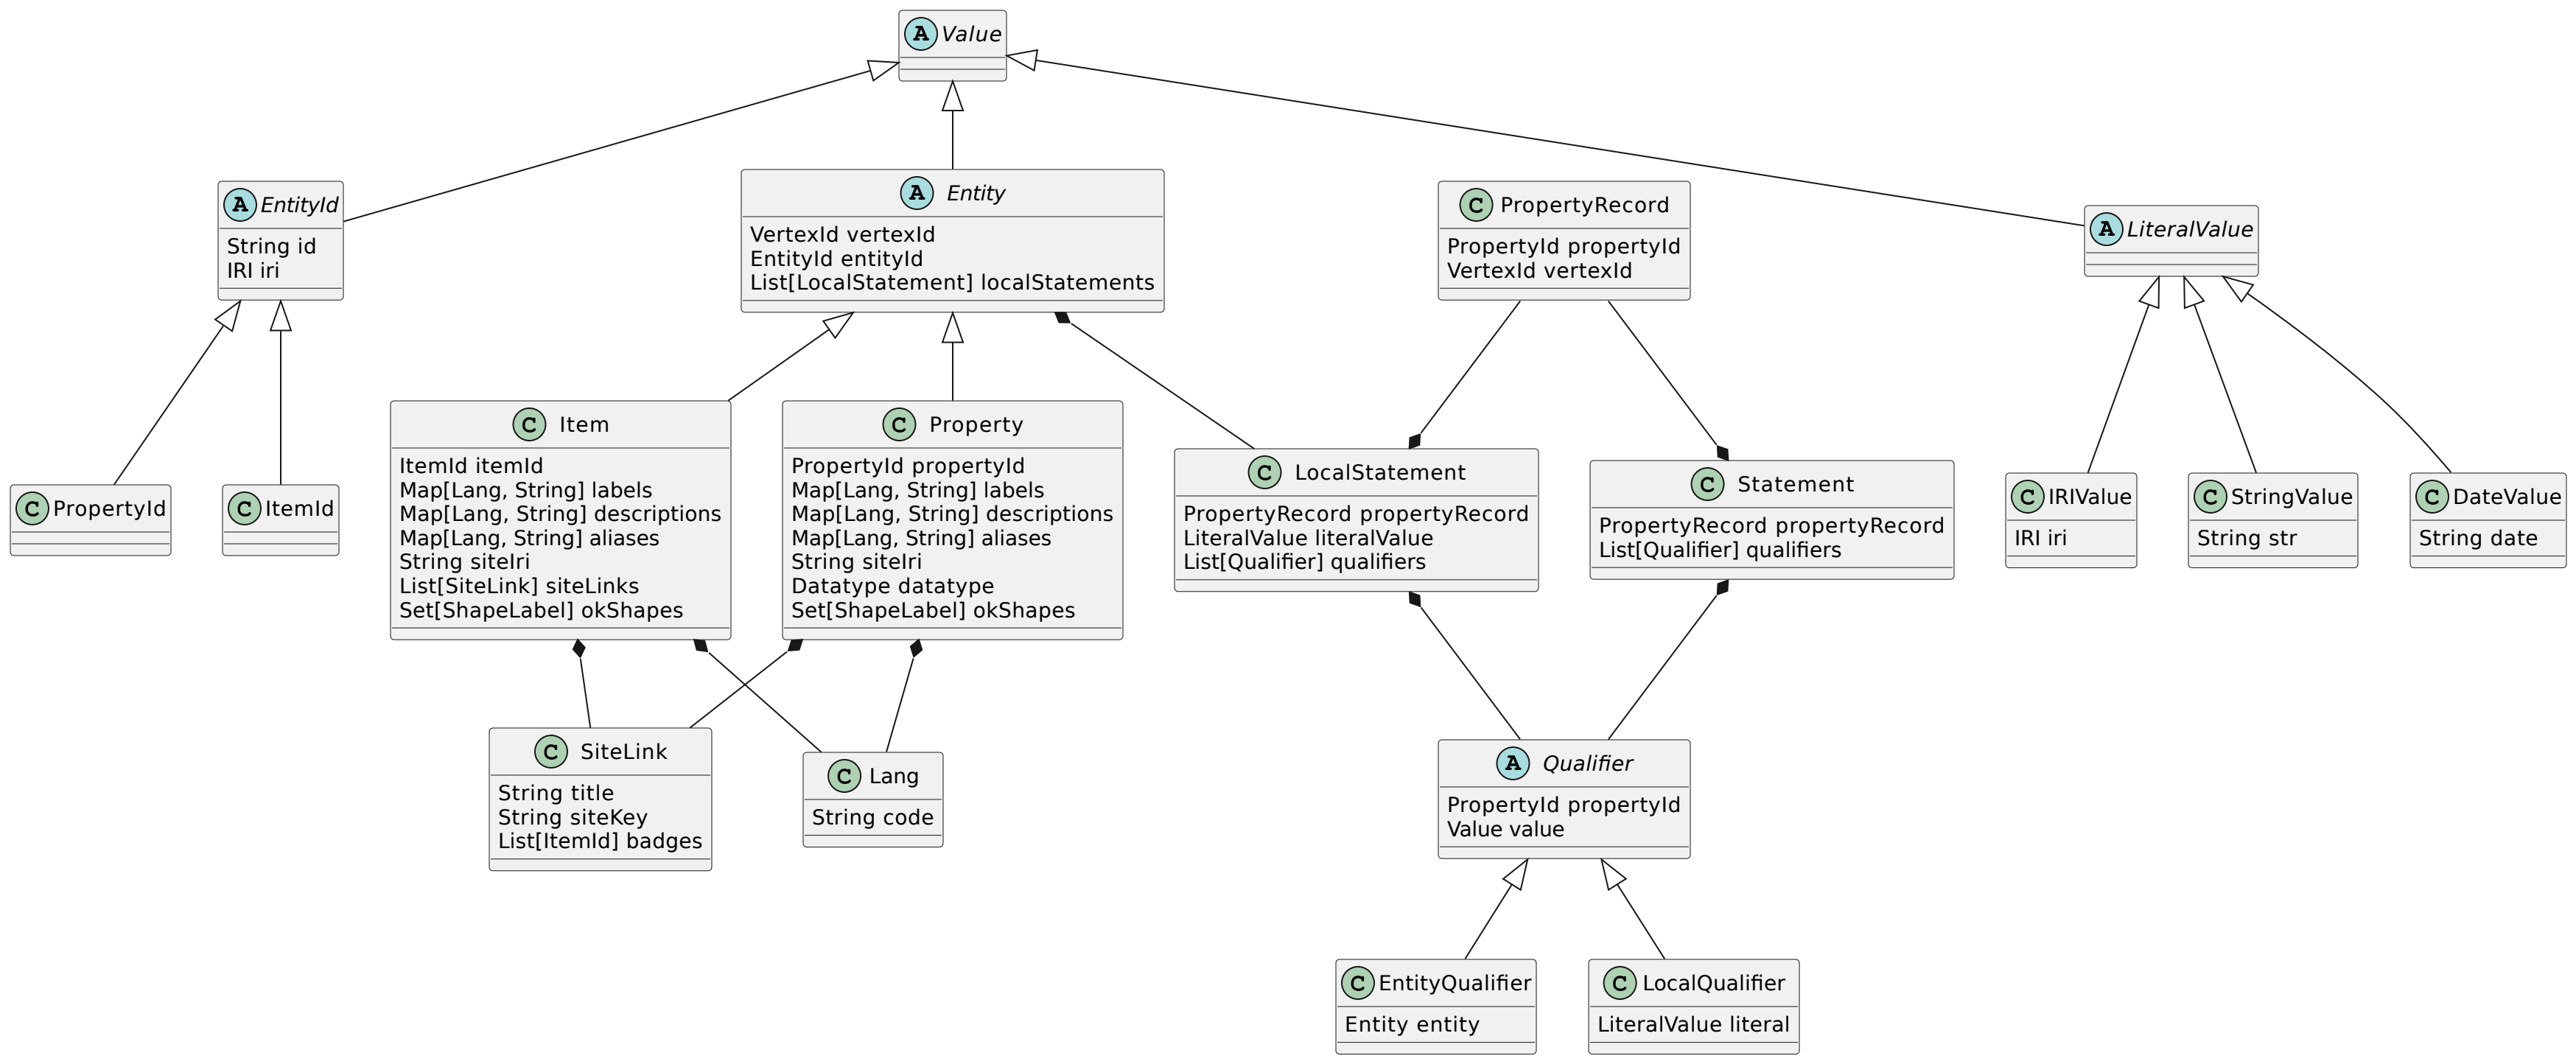 A Value
A EntityId
String id
IRI iri
A Entity
VertexId vertexId
EntityId entityId
List[LocalStatement] localStatements
C PropertyRecord
PropertyId propertyId
VertexId vertexId
A LiteralValue
C PropertyId
C ItemId
C Item
ItemId itemId
Map[Lang, String] labels
Map[Lang, String] descriptions
Map[Lang, String] aliases
String siteIri
List[SiteLink] siteLinks
Set[ShapeLabel] okShapes
C Property
PropertyId propertyId
Map[Lang, String] labels
Map[Lang, String] descriptions
Map[Lang, String] aliases
String siteIri
Datatype datatype
Set[ShapeLabel] okShapes
C LocalStatement
PropertyRecord propertyRecord
LiteralValue literalValue
List[Qualifier] qualifiers
C Statement
PropertyRecord propertyRecord
List[Qualifier] qualifiers
C IRIValue
IRI iri
C StringValue
String str
C DateValue
String date
C SiteLink
String title
String siteKey
List[ItemId] badges
C Lang
String code
A Qualifier
PropertyId propertyId
Value value
C EntityQualifier
Entity entity
C LocalQualifier
LiteralValue literal